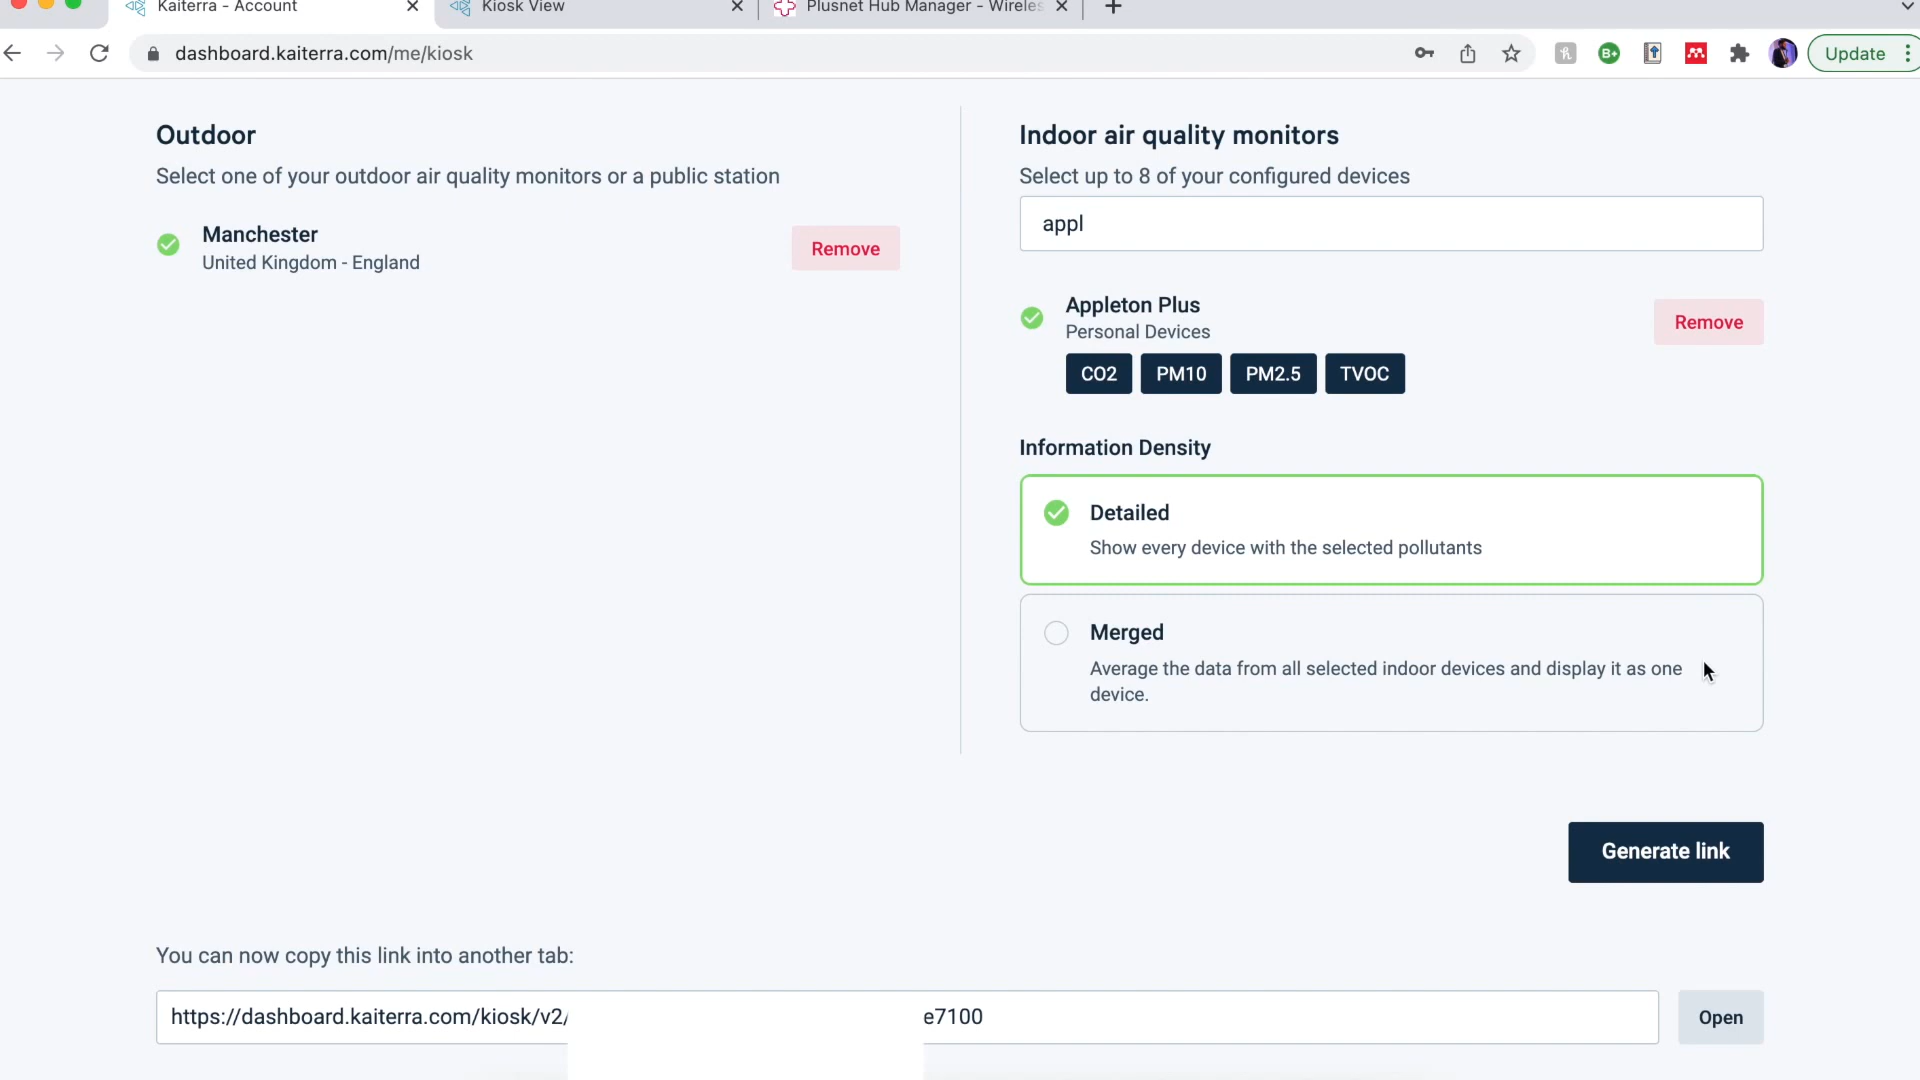 Kaiterra - Account
Kiosk View
Plusnet Hub Manager - Wireles
dashboard.kaiterra.com/me/kiosk
Update
Outdoor
Select one of your outdoor air quality monitors or a public station
Manchester
United Kingdom - England
Remove
Indoor air quality monitors
Select up to 8 of your configured devices
appl
Appleton Plus
Personal Devices
Remove
CO2 PM10 PM2.5 TVOC
Information Density
Detailed
Show every device with the selected pollutants
Merged
Average the data from all selected indoor devices and display it as one
device.
Generate link
You can now copy this link into another tab:
https://dashboard.kaiterra.com/kiosk/v2/ e7100
Open